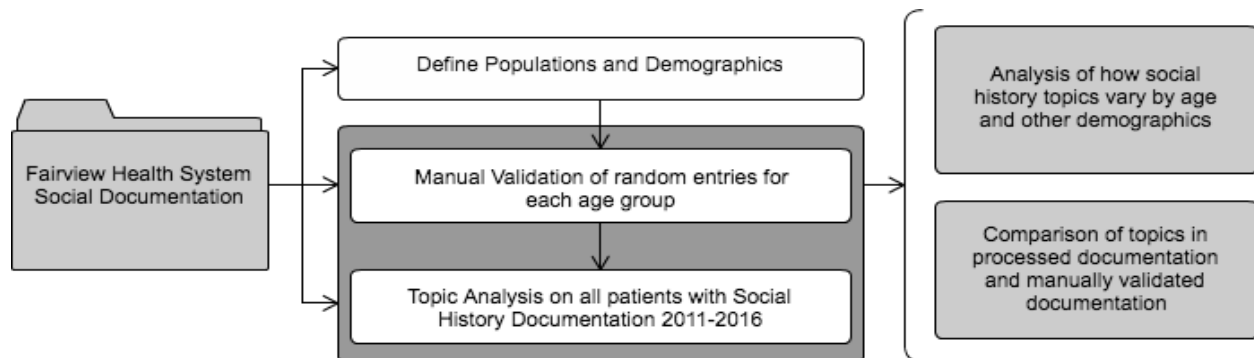 Fairview Health System
Social Documentation
Define Populations and Demographics
Manual Validation of random entries for
each age group
Topic Analysis on all patients with Social
History Documentation 2011-2016
Analysis of how social
history topics vary by age
and other demographics
Comparison of topics in
processed documentation
and manually validated
documentation